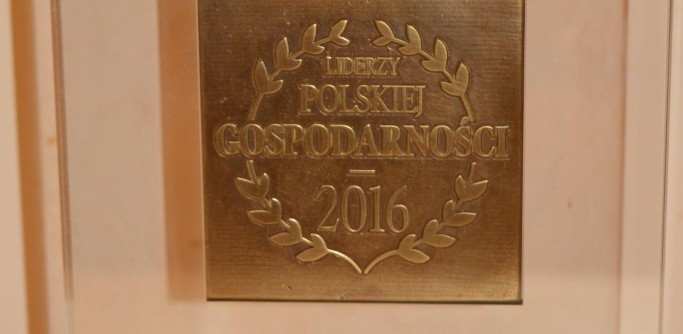 LIDERZY
POLSKIEJ
GOSPODARNOŚCI
2016